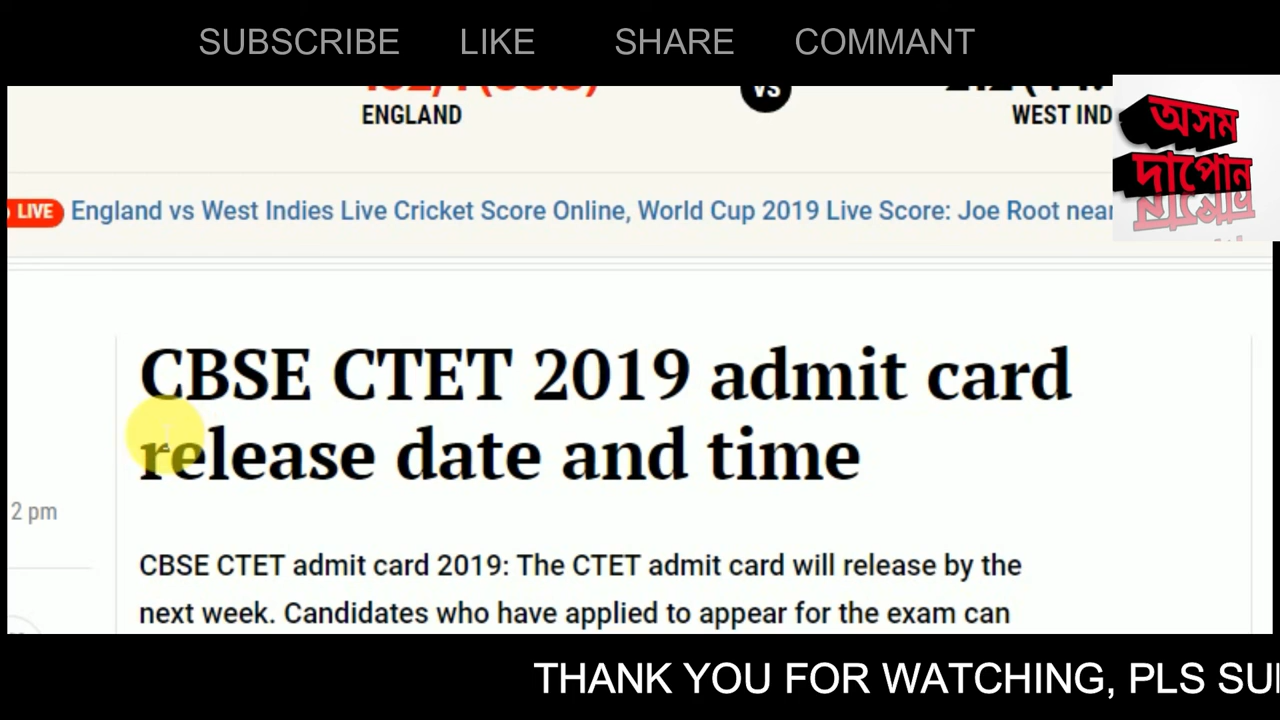 SUBSCRIBE LIKE SHARE COMMANT
VS
ENGLAND
WEST IND
অসম
দাপোন
LIVE England vs West Indies Live Cricket Score Online, World Cup 2019 Live Score: Joe Root near
CBSE CTET 2019 admit card
release date and time
2 pm
CBSE CTET admit card 2019: The CTET admit card will release by the
next week. Candidates who have applied to appear for the exam can
THANK YOU FOR WATCHING, PLS SU